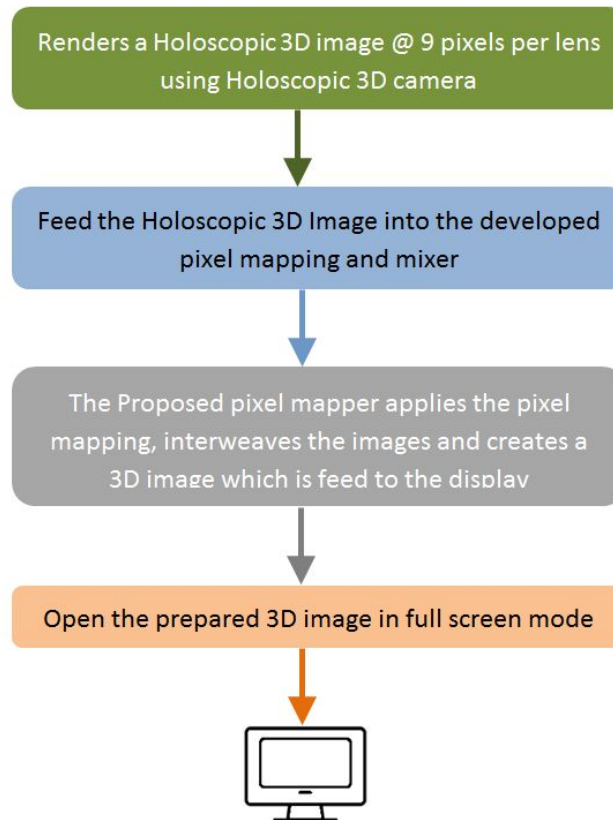 Renders a Holoscopic 3D image @ 9 pixels per lens
using Holoscopic 3D camera
Feed the Holoscopic 3D Image into the developed
pixel mapping and mixer
The Proposed pixel mapper applies the pixel
mapping, interweaves the images and creates a
3D image which is feed to the display
Open the prepared 3D image in full screen mode